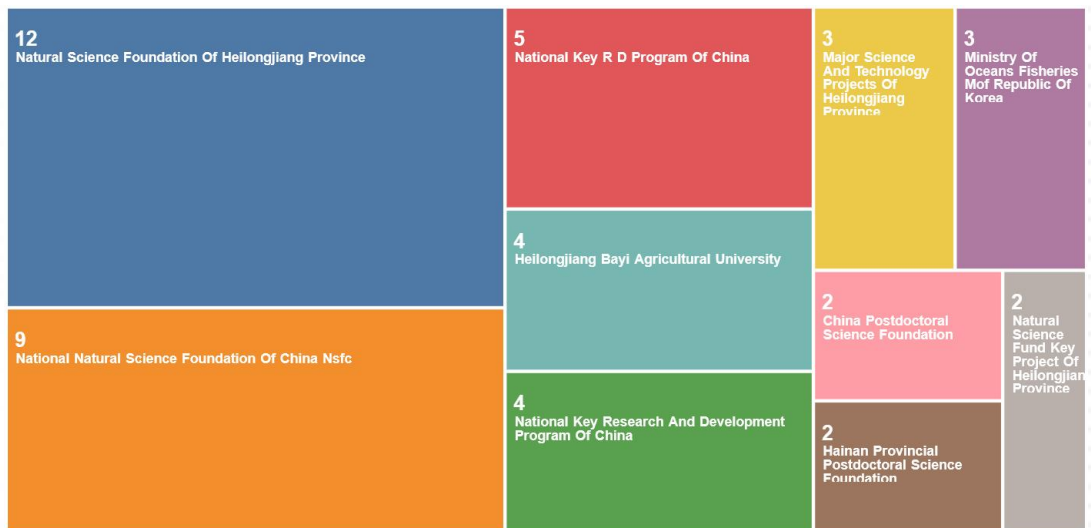 12
Natural Science Foundation Of Heilongjiang Province
9
National Natural Science Foundation Of China Nsfc
5
National Key R D Program Of China
4
Heilongjiang Bayi Agricultural University
4
National Key Research And Development
Program Of China
3
Major Science
And Technology
Projects Of
Heilongjiang
Province
3
Ministry Of
Oceans Fisheries
Mof Republic Of
Korea
2
China Postdoctoral
Science Foundation
2
Hainan Provincial
Postdoctoral Science
Foundation
2
Natural
Science
Fund Key
Project Of
Heilongjian
Province